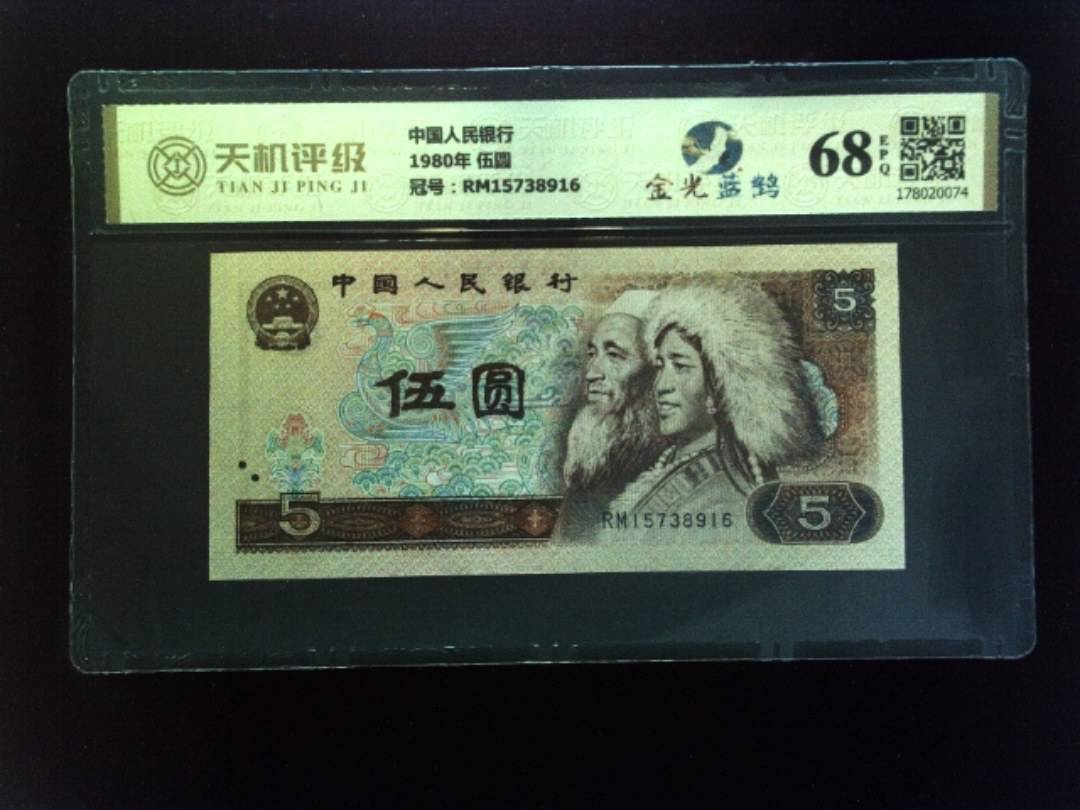 天机评级
TIAN JI PING JI
中国人民银行
1980年 伍圆
冠号：RM15738916
金光蓝鹤
68
EPQ
178020074
中国人民银行
5
伍圆
5
RM15738916
5